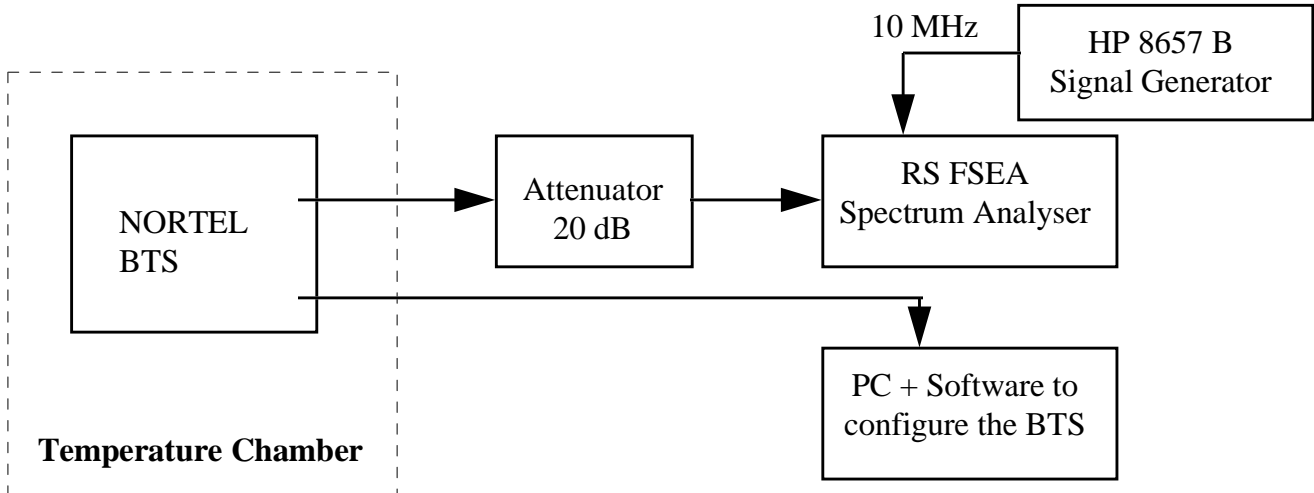 10 MHz
HP 8657 B
Signal Generator
NORTEL
BTS
Attenuator
20 dB
RS FSEA
Spectrum Analyser
PC + Software to
configure the BTS
Temperature Chamber